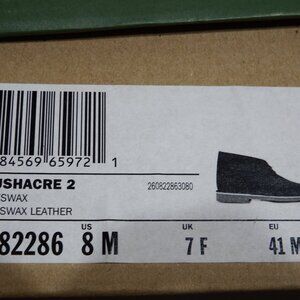 84569 65972 1
USHACRE 2
SWAX
260822863080
SWAX LEATHER
US UK EU
82286 8 M 7 F 41 M